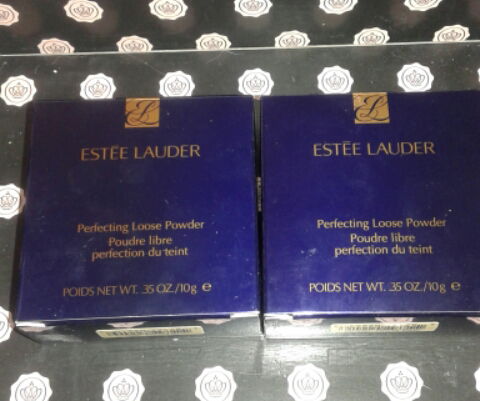 ESTĒE LAUDER
Perfecting Loose Powder
Poudre libre
perfection du teint
POIDS NET WT. .35 OZ./10g e
ESTĒE LAUDER
Perfecting Loose Powder
Poudre libre
perfection du teint
POIDS NET WT. .35 OZ./10g e